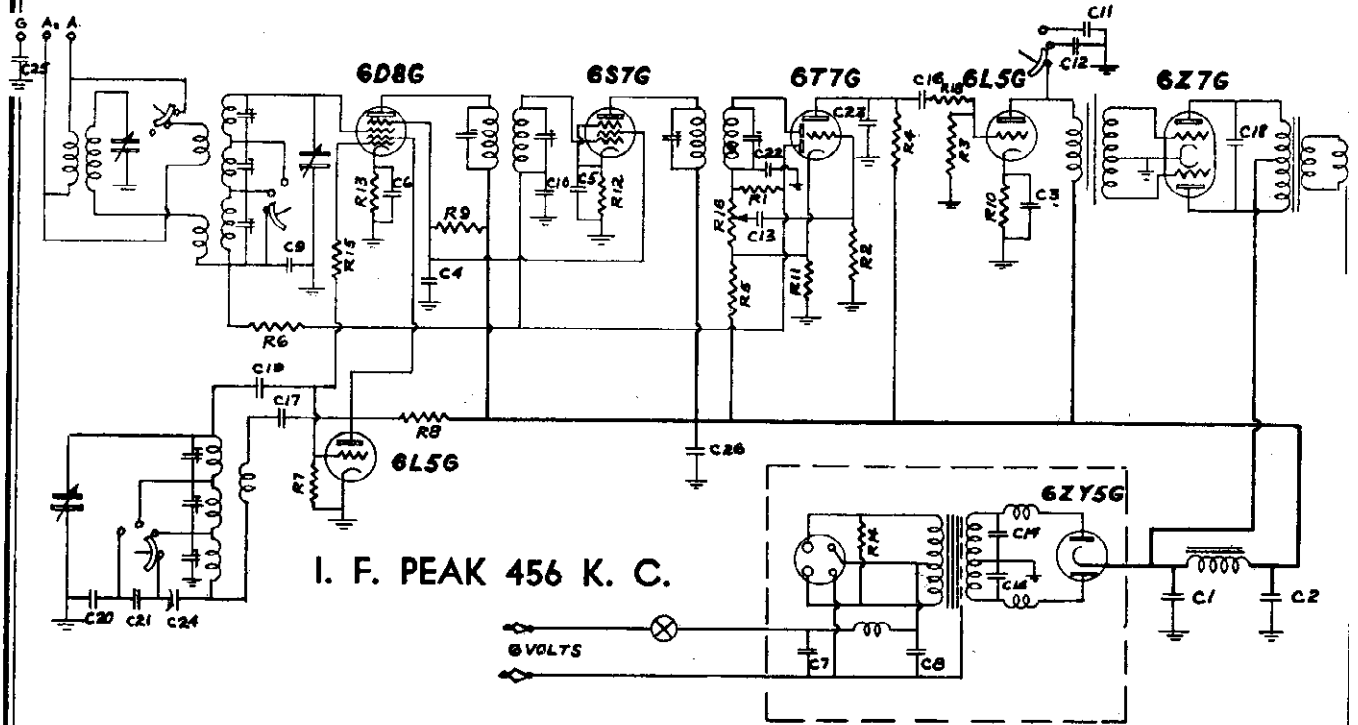 G A₂ A.
C25
6D8G 6S7G 6T7G 6L5G 6Z7G
C11
C12
C16 R18
C23
R4
R3
C18
R13 C6
C10 C5 R12
C22
R1
R16
C13
R10 C3
R9
R2
C9
R15
C4
R5
R11
R6
C19
C17
R8
C26
6L5G
R7
6ZY5G
R14
C14
C15
C1
C2
I. F. PEAK 456 K. C.
C20 C21 C24
6 VOLTS
C7
C8